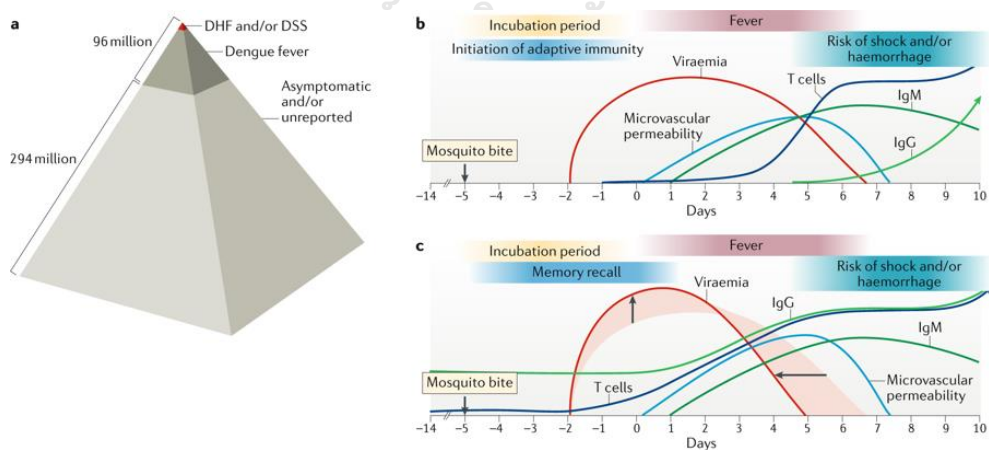 a
DHF and/or DSS
96 million
Dengue fever
Asymptomatic
and/or
unreported
294 million
b
Incubation period
Fever
Initiation of adaptive immunity
Risk of shock and/or
haemorrhage
Viraemia
T cells
IgM
Microvascular
permeability
IgG
Mosquito bite
–14 –5 –4 –3 –2 –1 0 1 2 3 4 5 6 7 8 9 10
Days
c
Incubation period
Fever
Memory recall
Risk of shock and/or
haemorrhage
Viraemia
IgG
IgM
Mosquito bite
T cells
Microvascular
permeability
–14 –5 –4 –3 –2 –1 0 1 2 3 4 5 6 7 8 9 10
Days